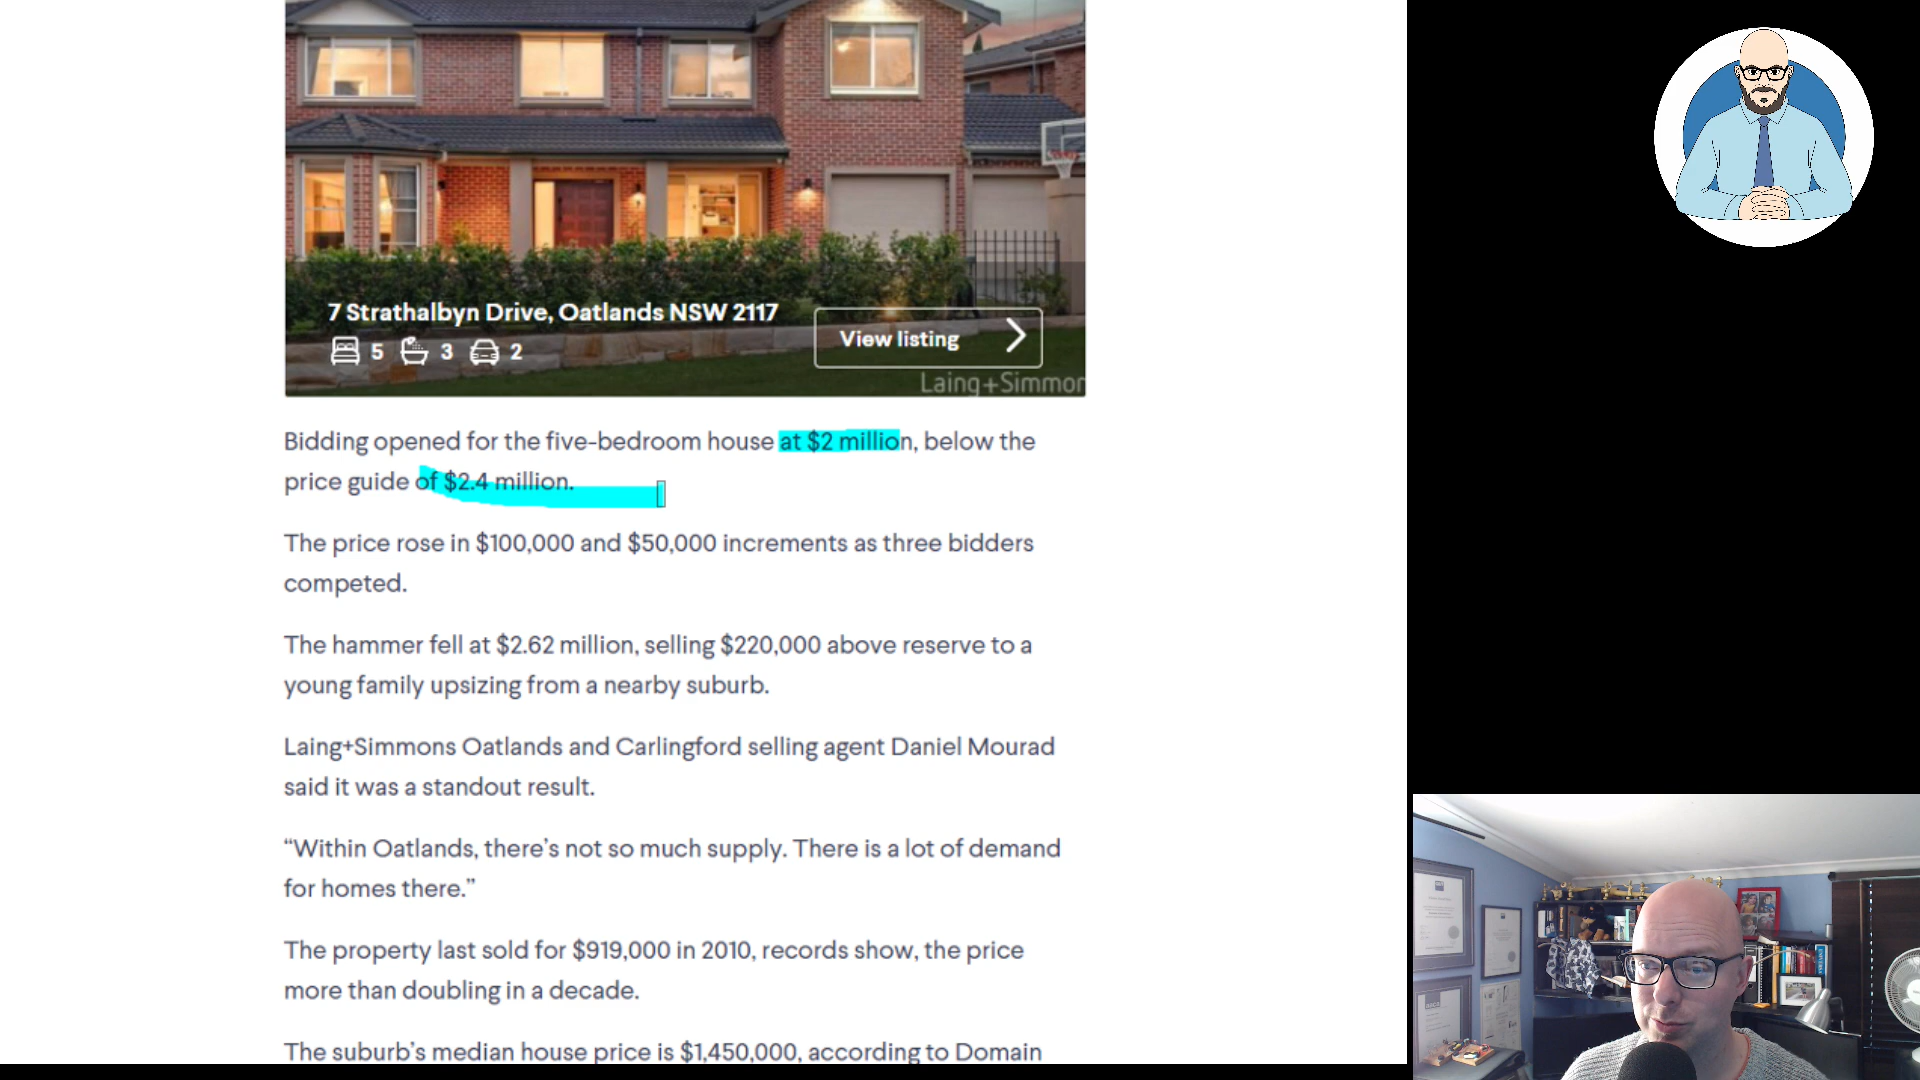 7 Strathalbyn Drive, Oatlands NSW 2117
5 3 2
View listing
Laing+Simmon
Bidding opened for the five-bedroom house at $2 million, below the
price guide of $2.4 million.
The price rose in $100,000 and $50,000 increments as three bidders
competed.
The hammer fell at $2.62 million, selling $220,000 above reserve to a
young family upsizing from a nearby suburb.
Laing+Simmons Oatlands and Carlingford selling agent Daniel Mourad
said it was a standout result.
“Within Oatlands, there’s not so much supply. There is a lot of demand
for homes there.”
The property last sold for $919,000 in 2010, records show, the price
more than doubling in a decade.
The suburb’s median house price is $1,450,000, according to Domain